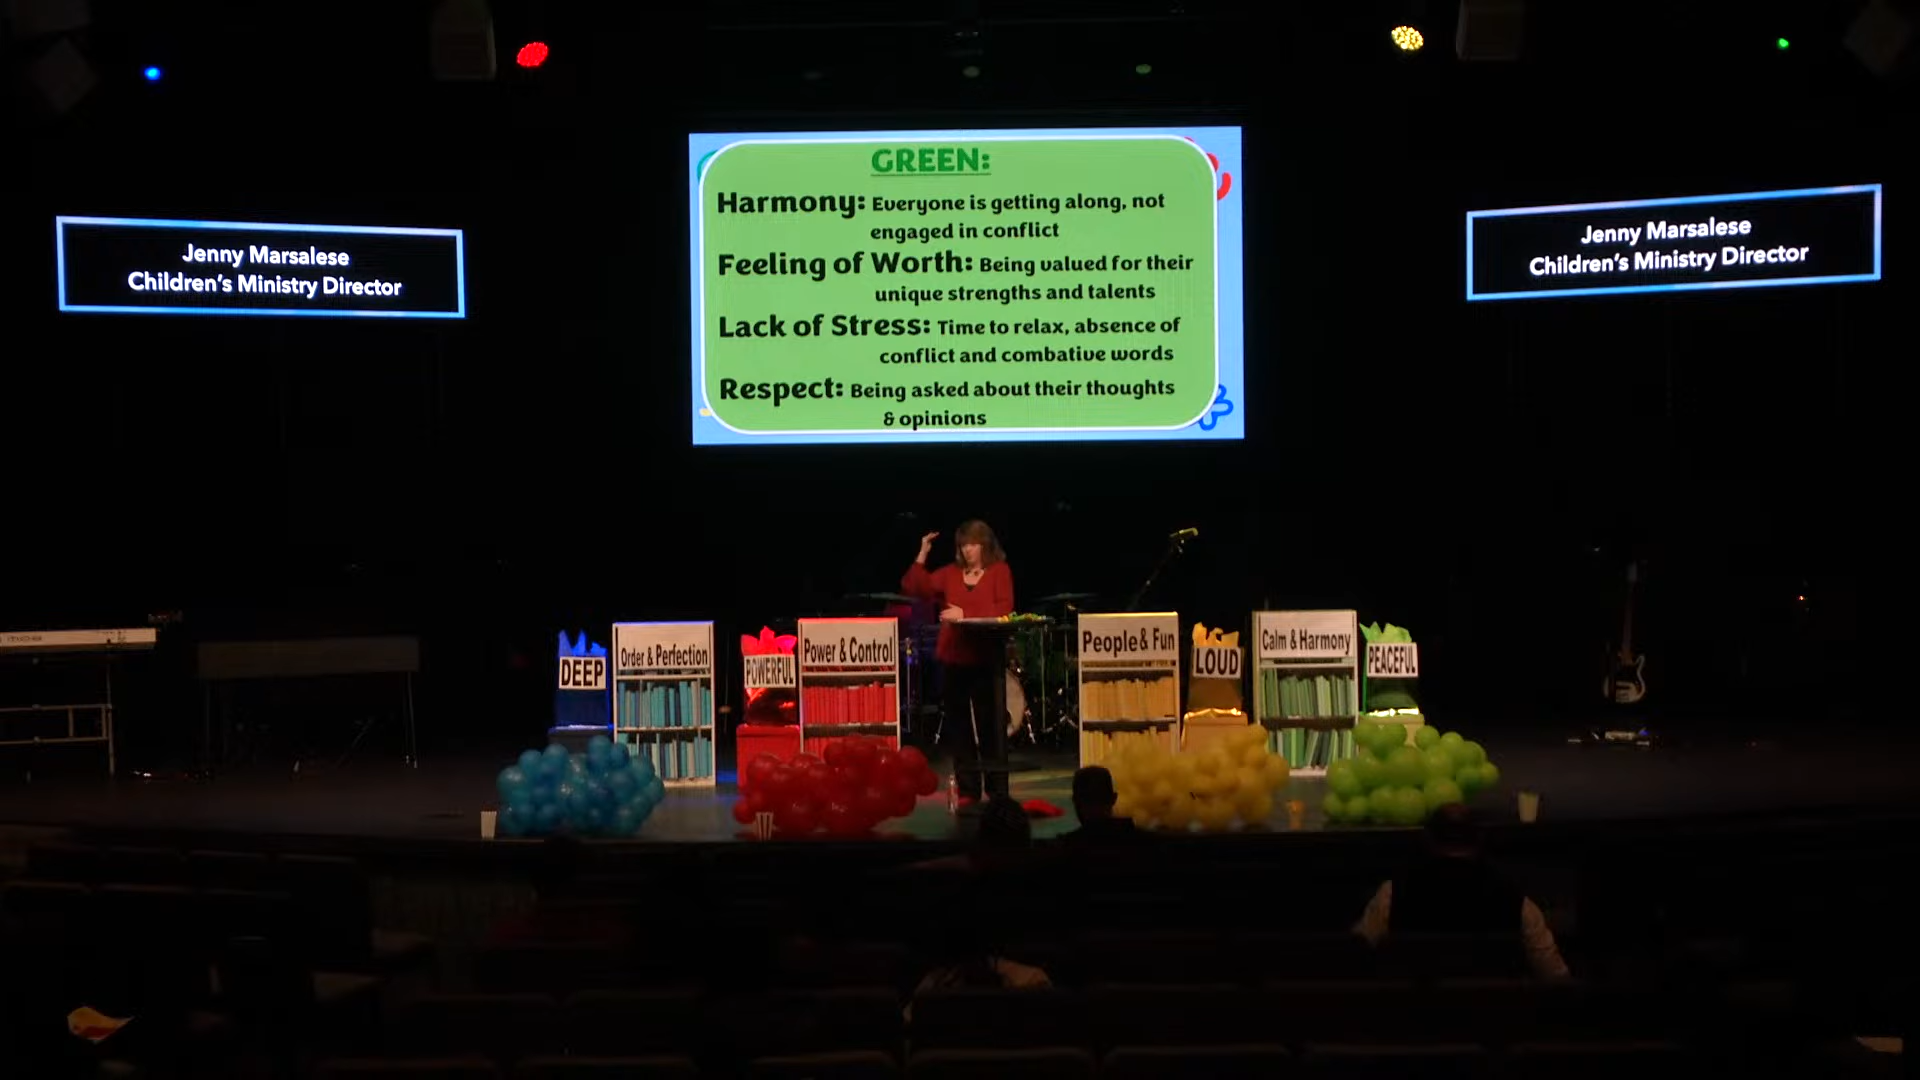 Jenny Marsalese
Children's Ministry Director
GREEN:
Harmony: Everyone is getting along, not
engaged in conflict
Feeling of Worth: Being valued for their
unique strengths and talents
Lack of Stress: Time to relax, absence of
conflict and combative words
Respect: Being asked about their thoughts
& opinions
Jenny Marsalese
Children's Ministry Director
DEEP
Order & Perfection
POWERFUL
Power & Control
People & Fun
LOUD
Calm & Harmony
PEACEFUL